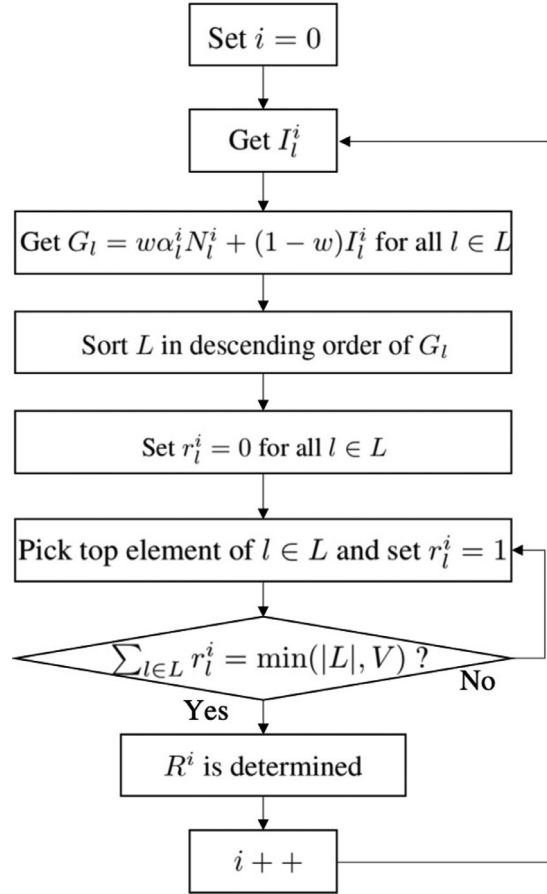 Set i = 0
Get I_l^i
Get G_l = wα_l^i N_l^i + (1 − w)I_l^i for all l ∈ L
Sort L in descending order of G_l
Set r_l^i = 0 for all l ∈ L
Pick top element of l ∈ L and set r_l^i = 1
∑_{l∈L} r_l^i = min(|L|, V) ?
No
Yes
R^i is determined
i + +